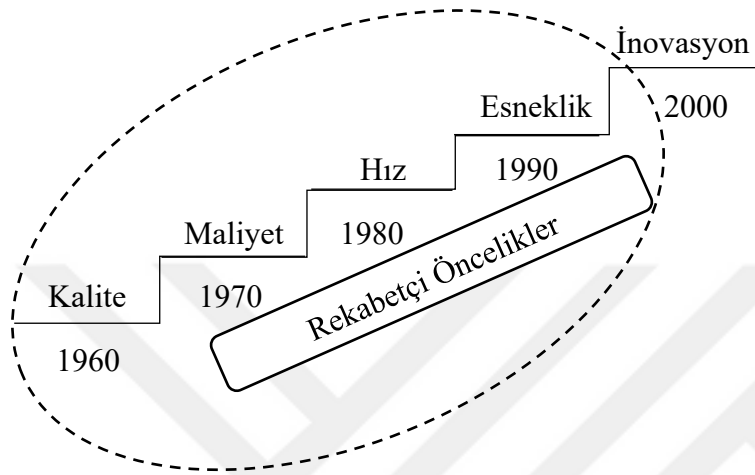 İnovasyon
2000
Esneklik
1990
Hız
1980
Maliyet
1970
Kalite
1960
Rekabetçi Öncelikler